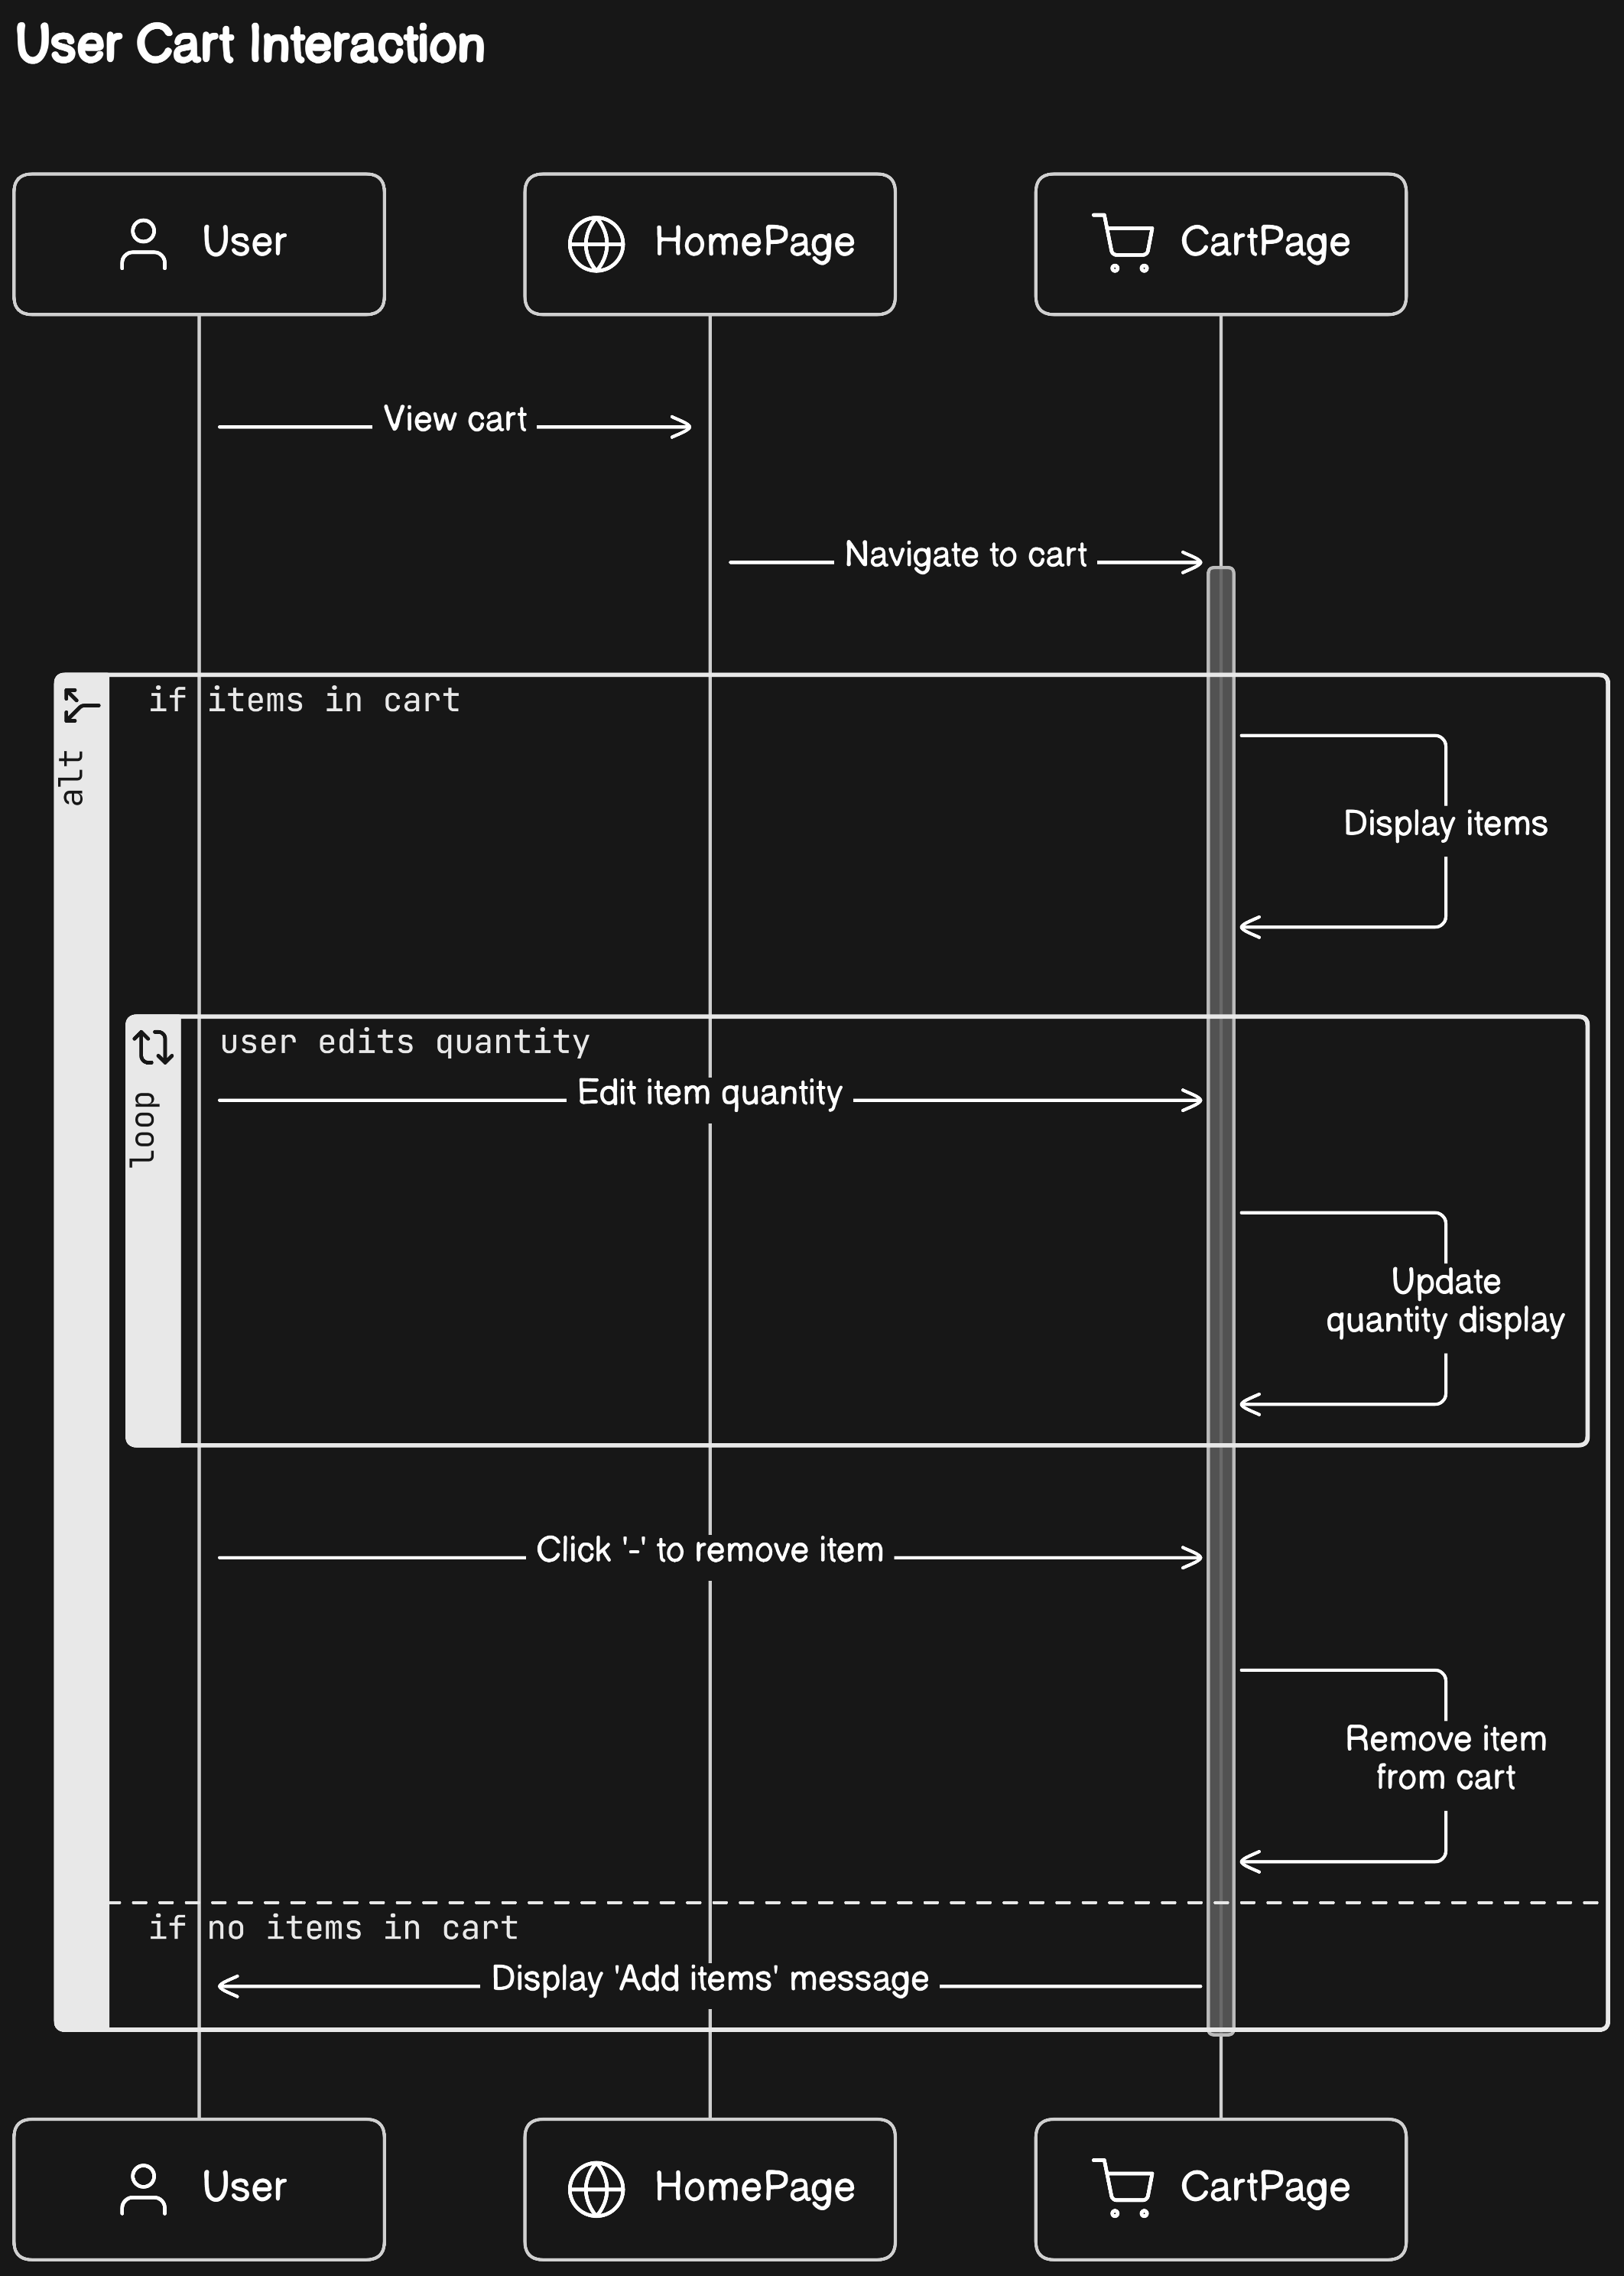 User Cart Interaction
User
HomePage
CartPage
View cart
Navigate to cart
alt
if items in cart
Display items
loop
user edits quantity
Edit item quantity
Update
quantity display
Click '-' to remove item
Remove item
from cart
if no items in cart
Display 'Add items' message
User
HomePage
CartPage